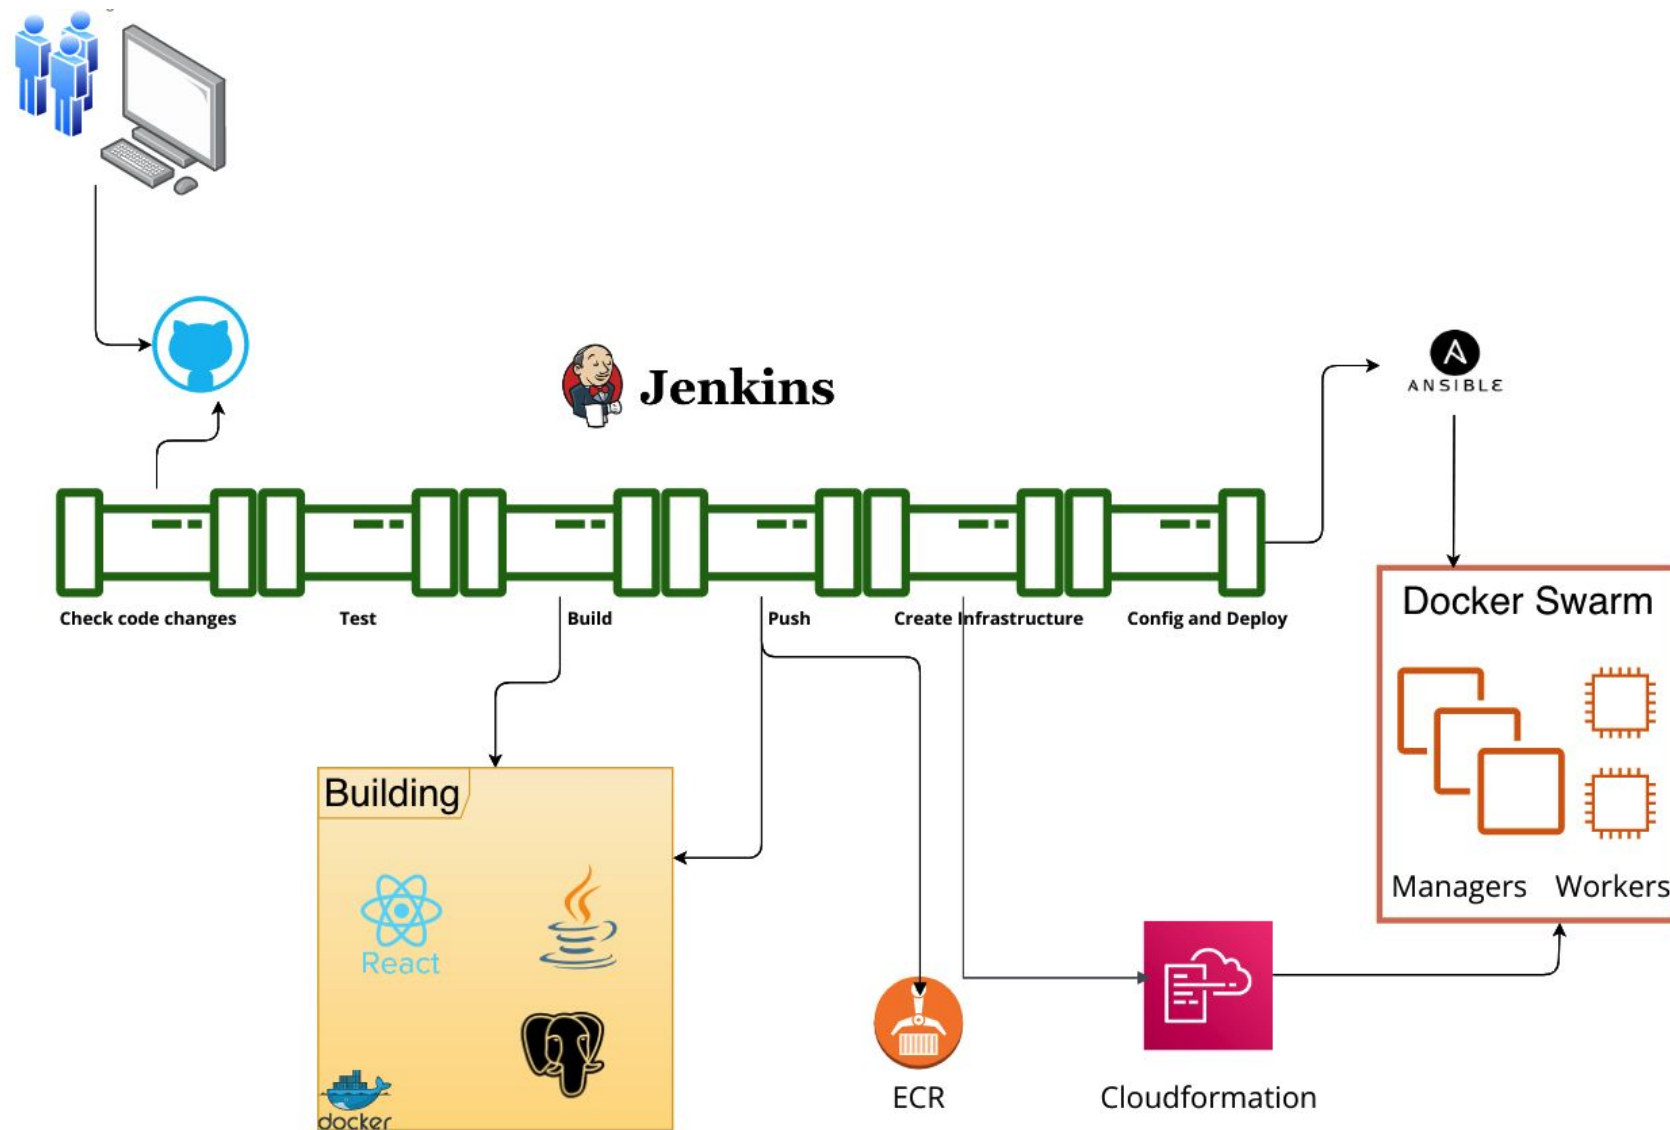 Jenkins
ANSIBLE
Check code changes
Test
Build
Push
Create Infrastructure
Config and Deploy
Docker Swarm
Managers
Workers
Building
React
docker
ECR
Cloudformation